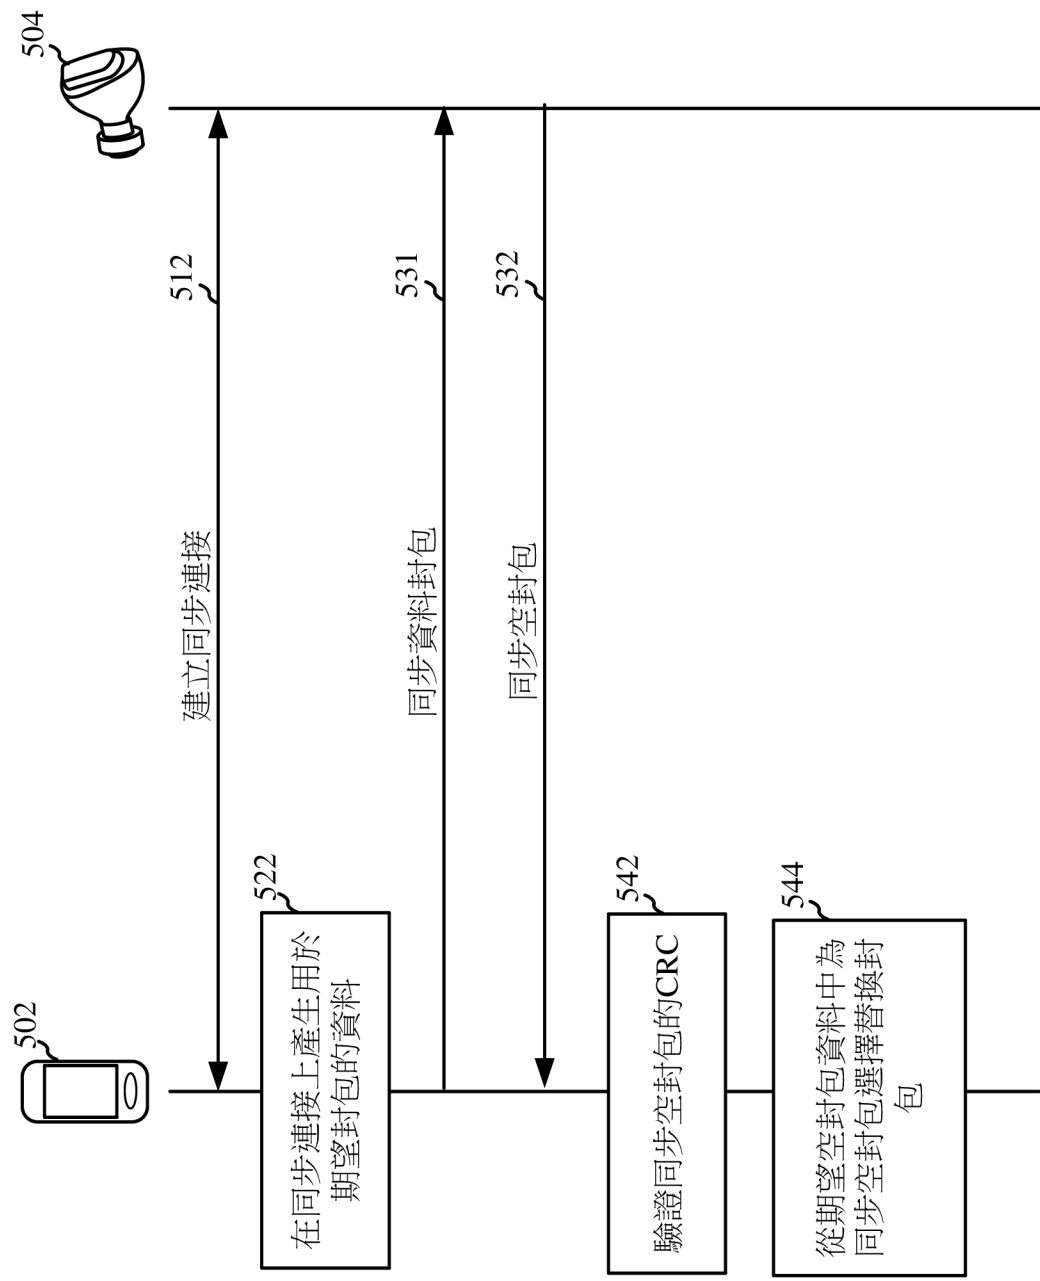 502
504
建立同步連接
512
522
在同步連接上產生用於
期望封包的資料
同步資料封包
531
同步空封包
532
542
驗證同步空封包的CRC
544
從期望空封包資料中為
同步空封包選擇替換封
包